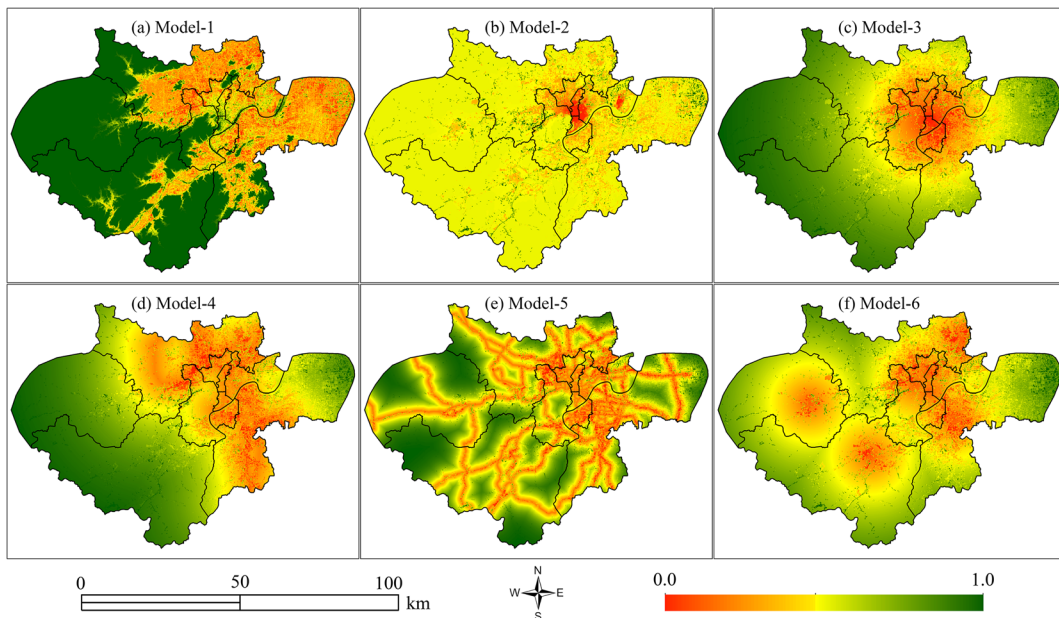 (a) Model-1
(b) Model-2
(c) Model-3
(d) Model-4
(e) Model-5
(f) Model-6
0 50 100
km
N
W E
S
0.0 1.0